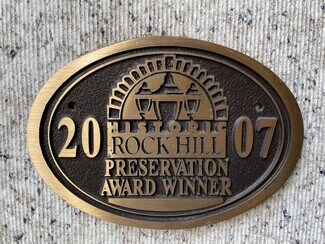 HISTORIC
20 ROCK HILL 07
PRESERVATION
AWARD WINNER